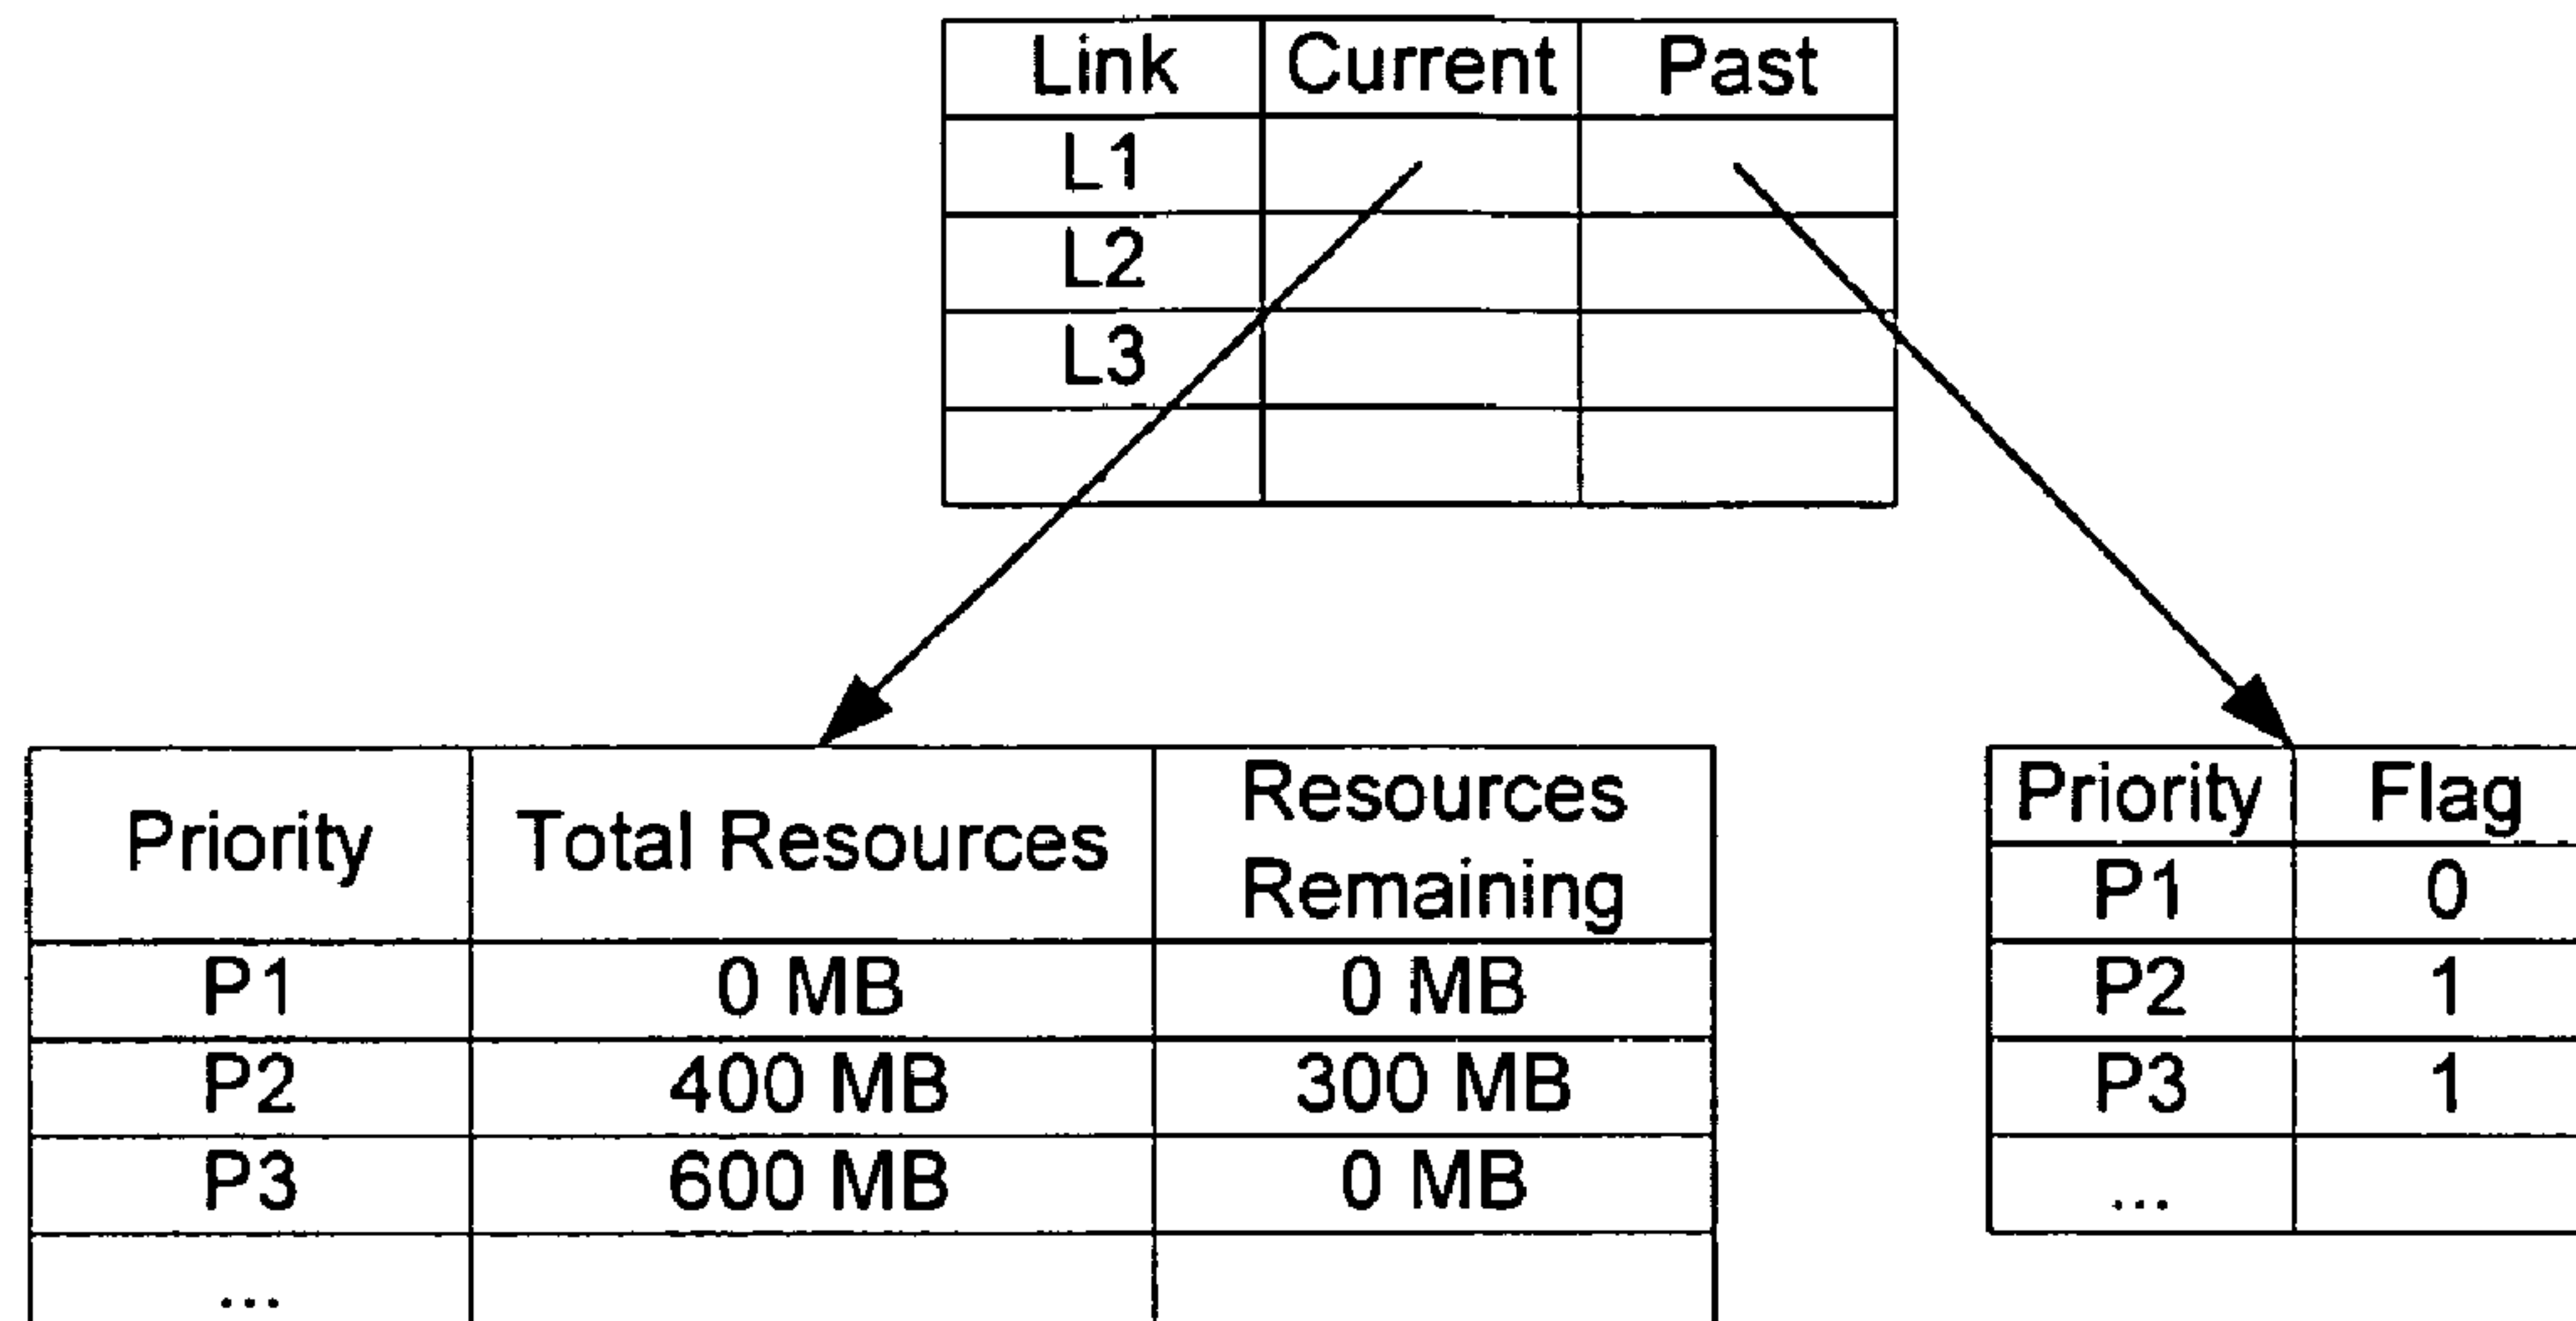 Link Current Past
L1
L2
L3
Priority Total Resources Resources Remaining
P1 0 MB 0 MB
P2 400 MB 300 MB
P3 600 MB 0 MB
...
Priority Flag
P1 0
P2 1
P3 1
...